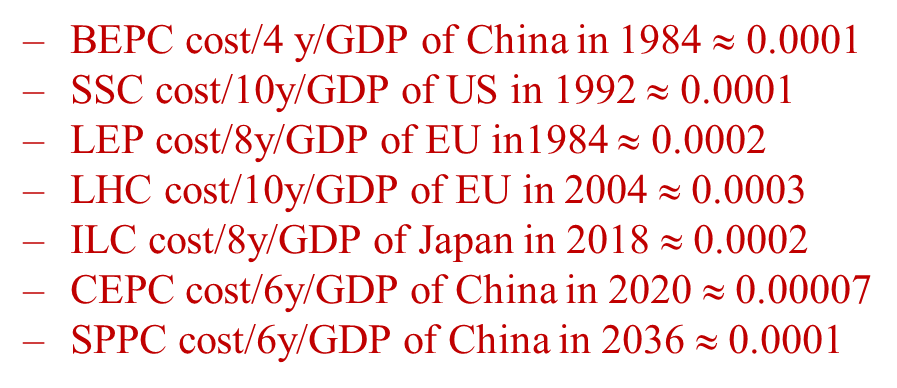 – BEPC cost/4 y/GDP of China in 1984 ≈ 0.0001
– SSC cost/10y/GDP of US in 1992 ≈ 0.0001
– LEP cost/8y/GDP of EU in1984 ≈ 0.0002
– LHC cost/10y/GDP of EU in 2004 ≈ 0.0003
– ILC cost/8y/GDP of Japan in 2018 ≈ 0.0002
– CEPC cost/6y/GDP of China in 2020 ≈ 0.00007
– SPPC cost/6y/GDP of China in 2036 ≈ 0.0001